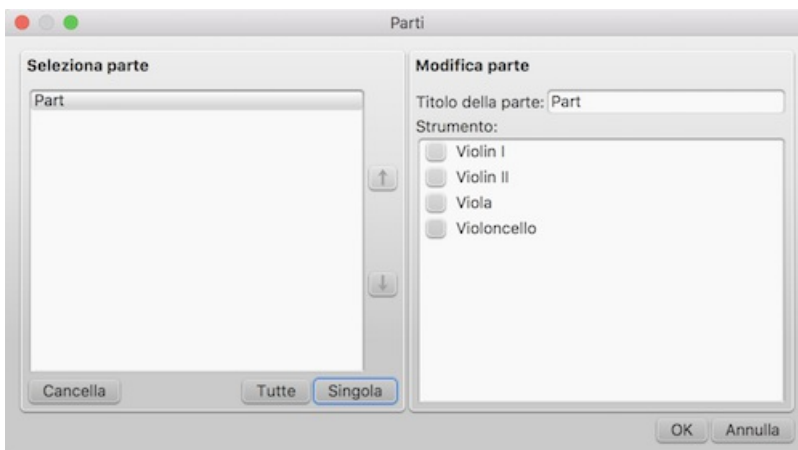 Parti
Seleziona parte
Part
Cancella
Tutte
Singola
Modifica parte
Titolo della parte: Part
Strumento:
Violin I
Violin II
Viola
Violoncello
OK
Annulla